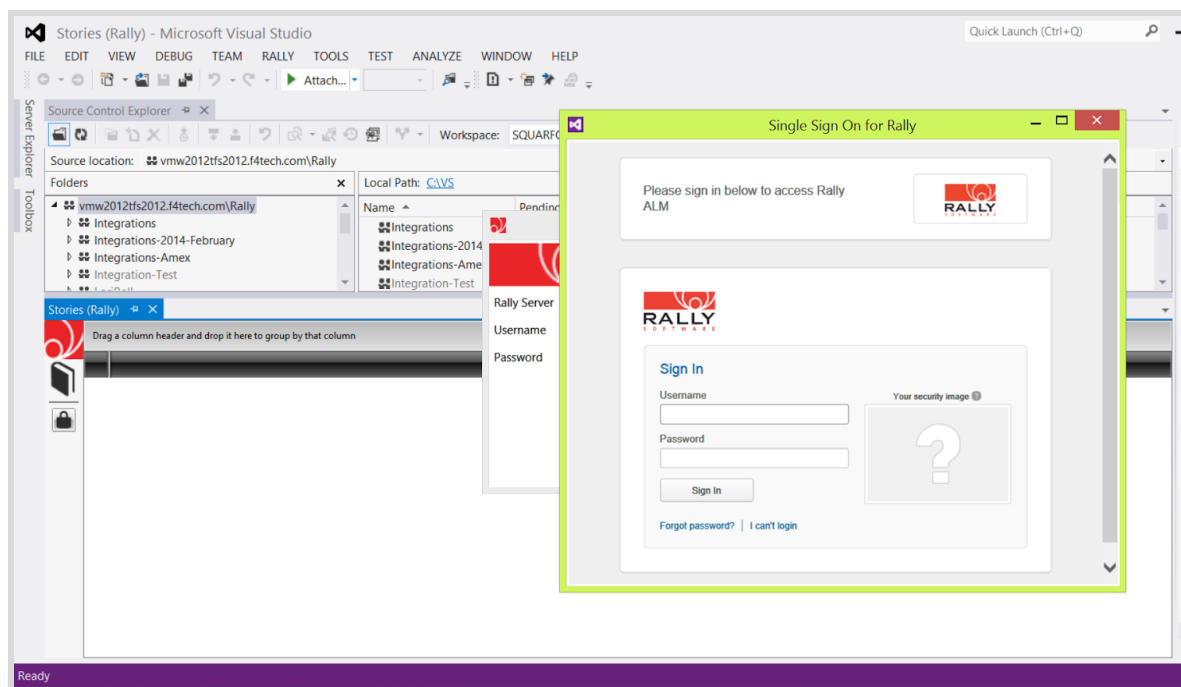 Stories (Rally) - Microsoft Visual Studio
Quick Launch (Ctrl+Q)
FILE EDIT VIEW DEBUG TEAM RALLY TOOLS TEST ANALYZE WINDOW HELP
Attach...
Server Explorer
Toolbox
Source Control Explorer
Workspace: SQUARFO
Source location: vmw2012tfs2012.f4tech.com\Rally
Folders
Local Path: C:\VS
vmw2012tfs2012.f4tech.com\Rally
Integrations
Integrations-2014-February
Integrations-Amex
Integration-Test
Name
Pending
Integrations
Integrations-2014
Integrations-Ame
Integration-Test
Stories (Rally)
Drag a column header and drop it here to group by that column
Rally Server
Username
Password
Single Sign On for Rally
Please sign in below to access Rally
ALM
RALLY
SOFTWARE
RALLY
SOFTWARE
Sign In
Username
Your security image
Password
Sign In
Forgot password? | I can't login
Ready